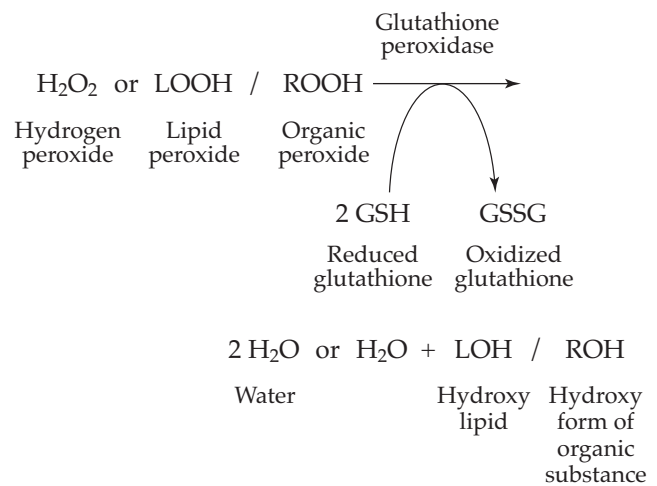 Glutathione
peroxidase
H₂O₂ or LOOH / ROOH
Hydrogen peroxide
Lipid peroxide
Organic peroxide
2 GSH GSSG
Reduced glutathione
Oxidized glutathione
2 H₂O or H₂O + LOH / ROH
Water
Hydroxy lipid
Hydroxy form of organic substance